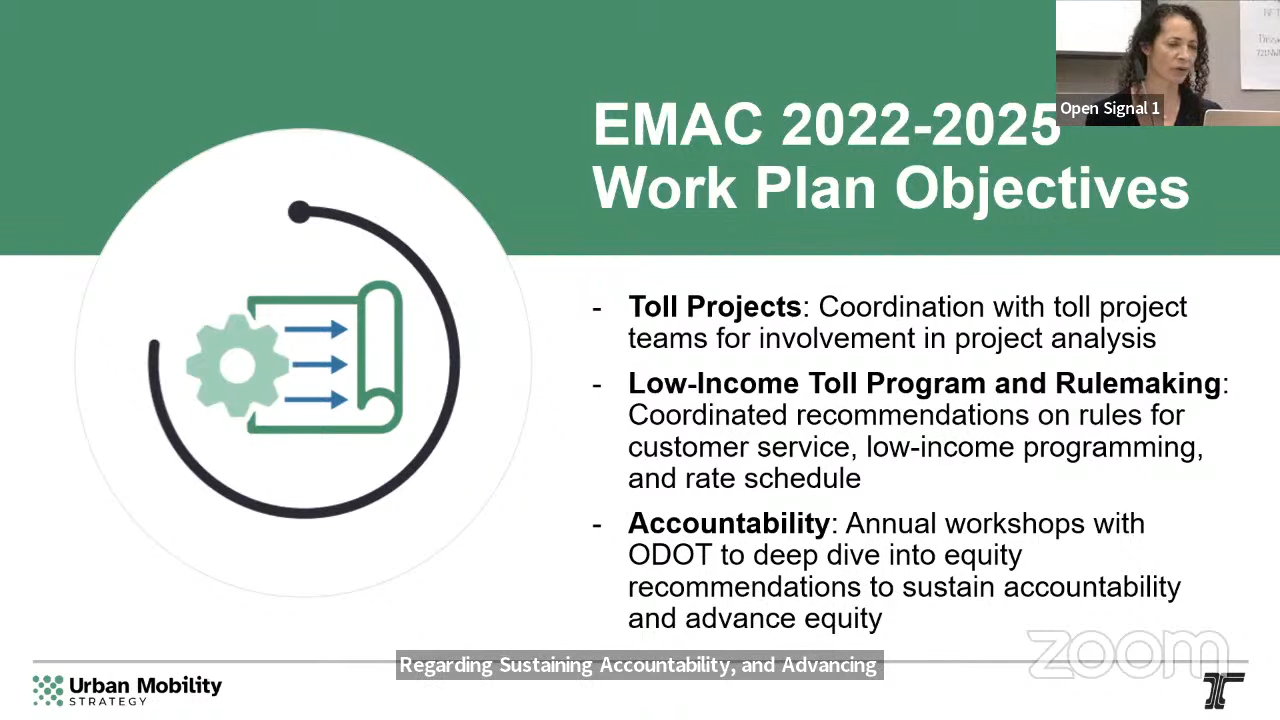 Open Signal 1
EMAC 2022-2025
Work Plan Objectives
- Toll Projects: Coordination with toll project
teams for involvement in project analysis
- Low-Income Toll Program and Rulemaking:
Coordinated recommendations on rules for
customer service, low-income programming,
and rate schedule
- Accountability: Annual workshops with
ODOT to deep dive into equity
recommendations to sustain accountability
and advance equity
zoom
Regarding Sustaining Accountability, and Advancing
Urban Mobility
STRATEGY